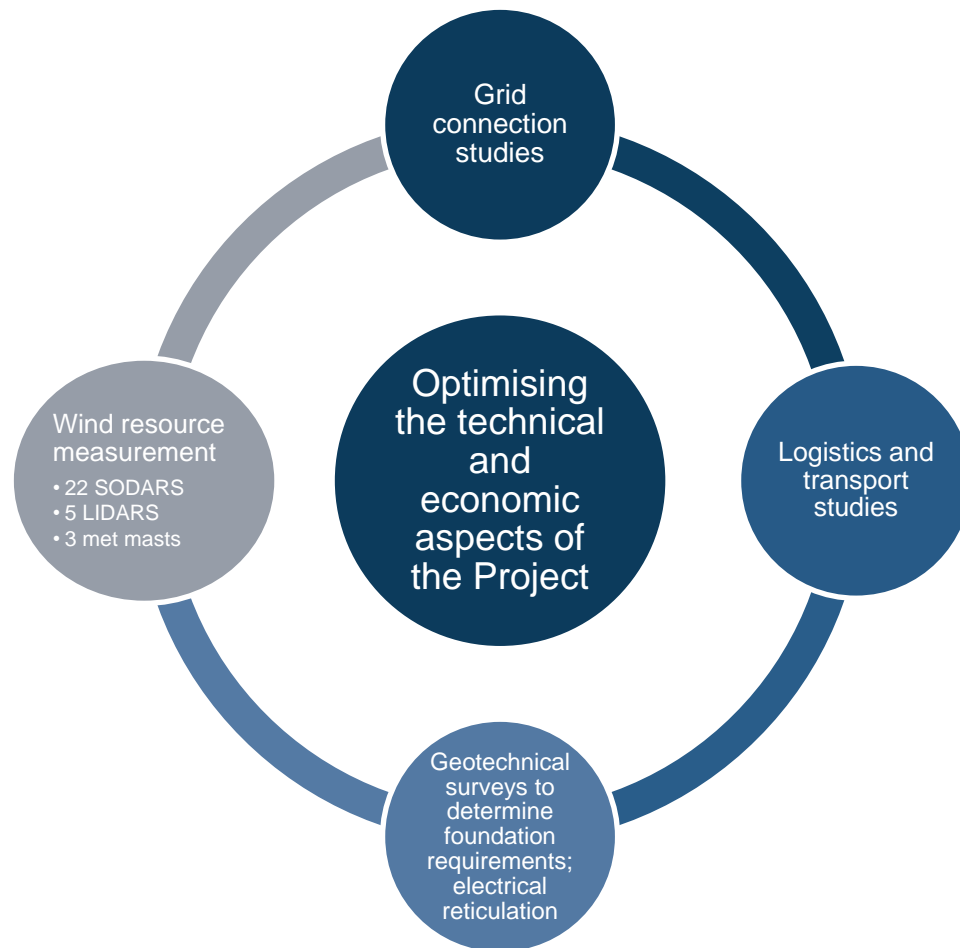 Grid
connection
studies
Optimising
the technical
and
economic
aspects of
the Project
Wind resource
measurement
• 22 SODARS
• 5 LIDARS
• 3 met masts
Logistics and
transport
studies
Geotechnical
surveys to
determine
foundation
requirements;
electrical
reticulation